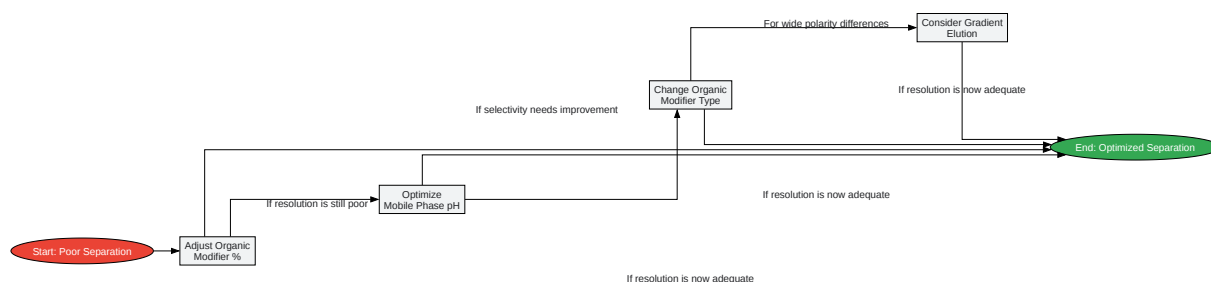 For wide polarity differences
Consider Gradient
Elution
Change Organic
Modifier Type
If resolution is now adequate
If selectivity needs improvement
End: Optimized Separation
Optimize
Mobile Phase pH
If resolution is now adequate
If resolution is still poor
Start: Poor Separation
Adjust Organic
Modifier %
If resolution is now adequate